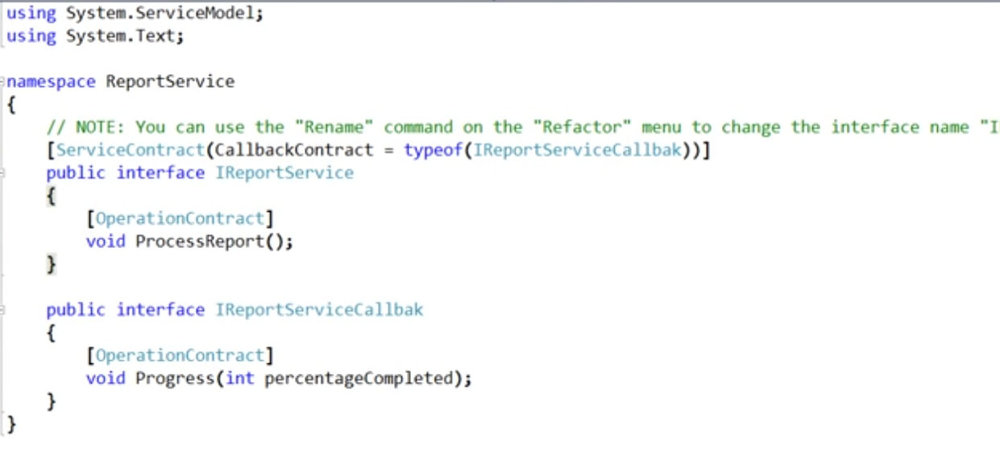 using System.ServiceModel;
using System.Text;
namespace ReportService
{
// NOTE: You can use the "Rename" command on the "Refactor" menu to change the interface name "I
[ServiceContract(CallbackContract = typeof(IReportServiceCallbak))]
public interface IReportService
{
[OperationContract]
void ProcessReport();
}
public interface IReportServiceCallbak
{
[OperationContract]
void Progress(int percentageCompleted);
}
}